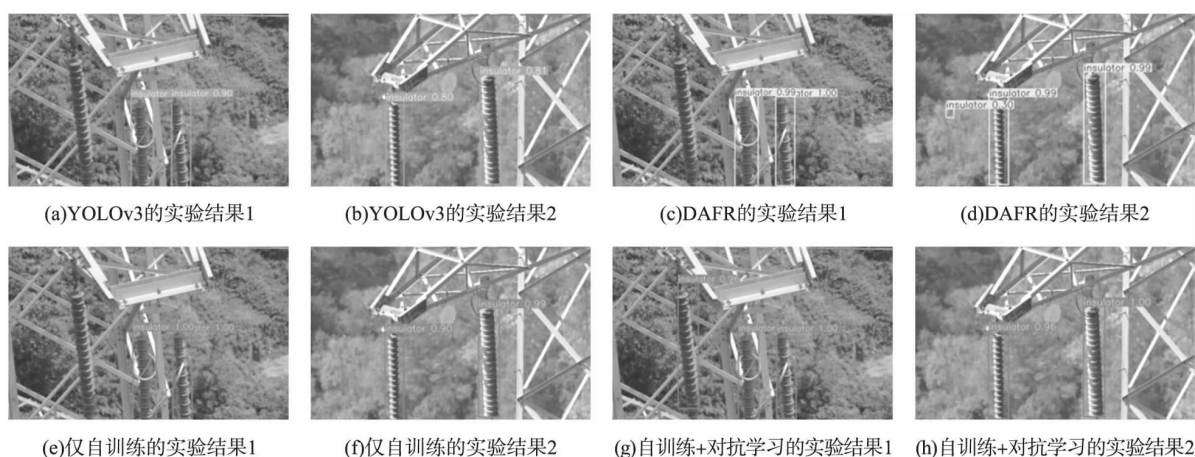 insulator insulator 0.90
insulator 0.81
insulator 0.80
insulator 0.99
1.00
insulator 0.99
insulator 0.99
insulator 0.30
(a)YOLOv3的实验结果1
(b)YOLOv3的实验结果2
(c)DAFR的实验结果1
(d)DAFR的实验结果2
insulator 1.00
1.00
insulator 0.99
insulator 0.90
insulator insulator 1.00
insulator 1.00
insulator 0.96
(e)仅自训练的实验结果1
(f)仅自训练的实验结果2
(g)自训练+对抗学习的实验结果1
(h)自训练+对抗学习的实验结果2